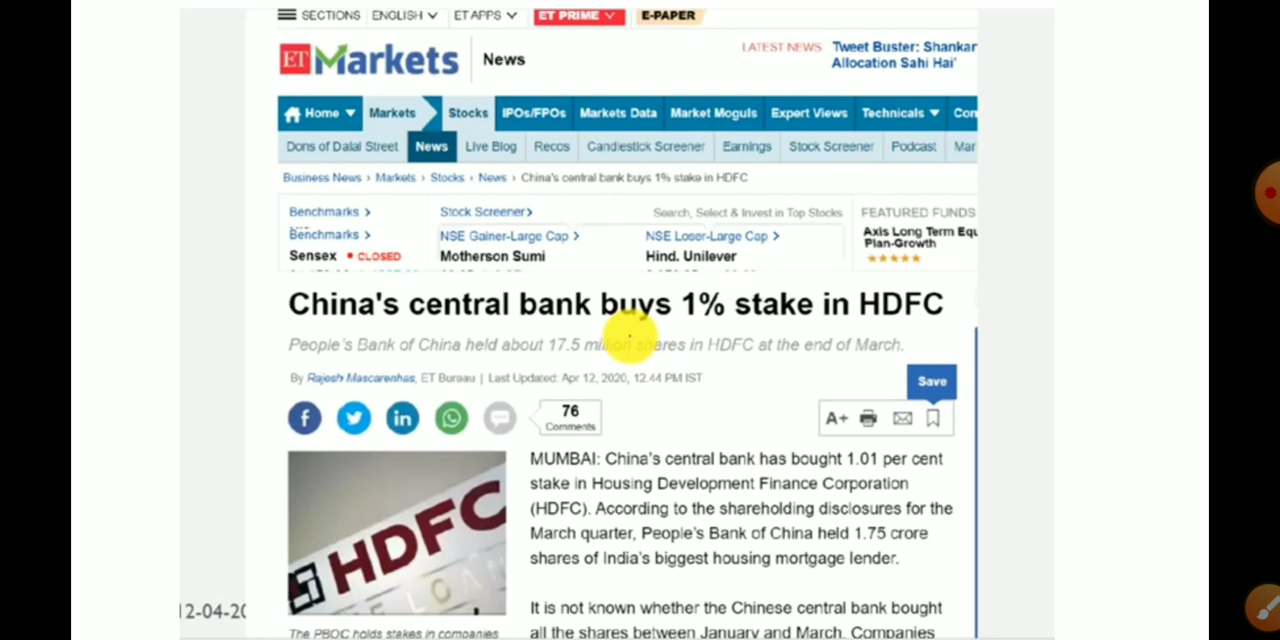 SECTIONS ENGLISH ET APPS ET PRIME E-PAPER
ET Markets News
LATEST NEWS Tweet Buster: Shankar
Allocation Sahi Hai'
Home Markets Stocks IPOs/FPOs Markets Data Market Moguls Expert Views Technicals Com
Dons of Dalal Street News Live Blog Recos Candlestick Screener Earnings Stock Screener Podcast Mar
Business News › Markets › Stocks › News › China's central bank buys 1% stake in HDFC
Benchmarks > Stock Screener> Search, Select & Invest in Top Stocks FEATURED FUNDS
Benchmarks > NSE Gainer-Large Cap > NSE Loser-Large Cap > Axis Long Term Equ
Plan-Growth
Sensex • CLOSED Motherson Sumi Hind. Unilever ★★★★★
China's central bank buys 1% stake in HDFC
People's Bank of China held about 17.5 million shares in HDFC at the end of March.
By Rajesh Mascarenhas, ET Bureau | Last Updated: Apr 12, 2020, 12.44 PM IST
Save
76
Comments
A+
MUMBAI: China's central bank has bought 1.01 per cent
stake in Housing Development Finance Corporation
(HDFC). According to the shareholding disclosures for the
March quarter, People's Bank of China held 1.75 crore
shares of India's biggest housing mortgage lender.
HDFC
E LOA
It is not known whether the Chinese central bank bought
all the shares between January and March. Companies
The PBOC holds stakes in companies
12-04-20